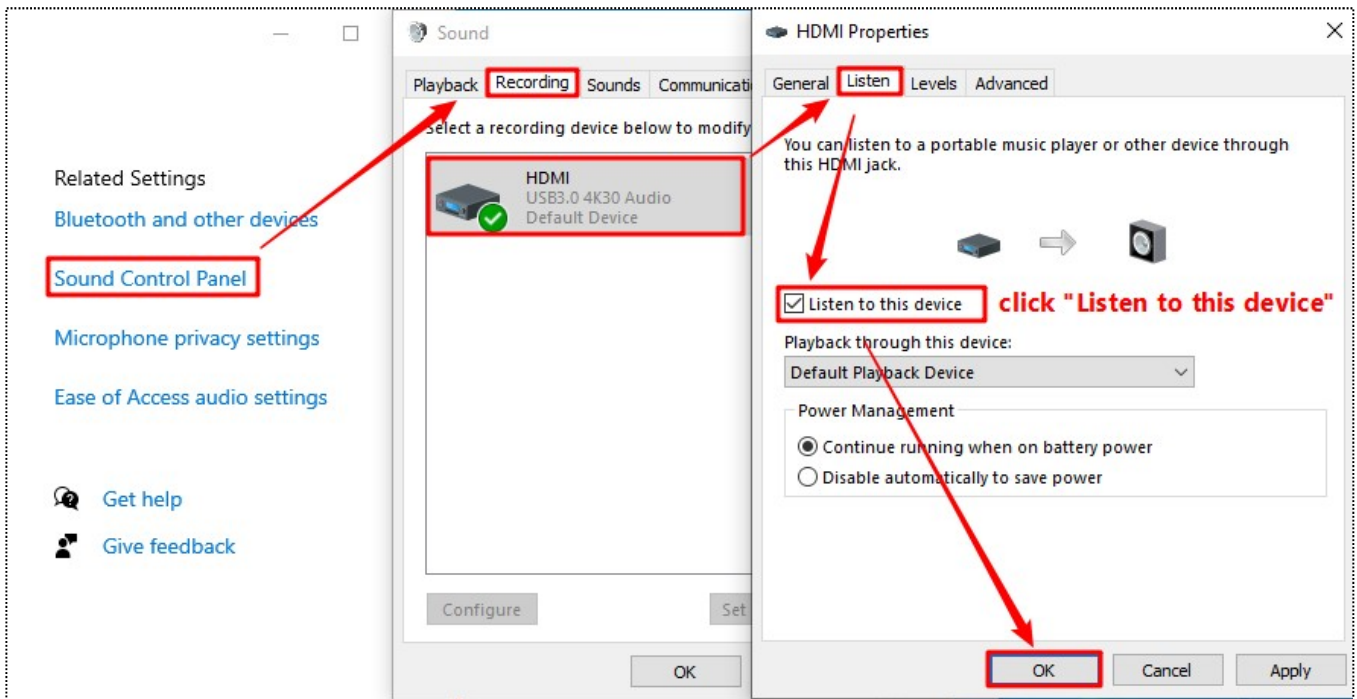 Related Settings
Bluetooth and other devices
Sound Control Panel
Microphone privacy settings
Ease of Access audio settings
Get help
Give feedback
Sound
Playback Recording Sounds
Select a recording device below to modify
HDMI
USB3.0 4K30 Audio
Default Device
Configure Set
OK
HDMI Properties
General Listen Levels Advanced
You can listen to a portable music player or other device through
this HDMI jack.
Listen to this device click "Listen to this device"
Playback through this device:
Default Playback Device
Power Management
Continue running when on battery power
Disable automatically to save power
OK Cancel Apply